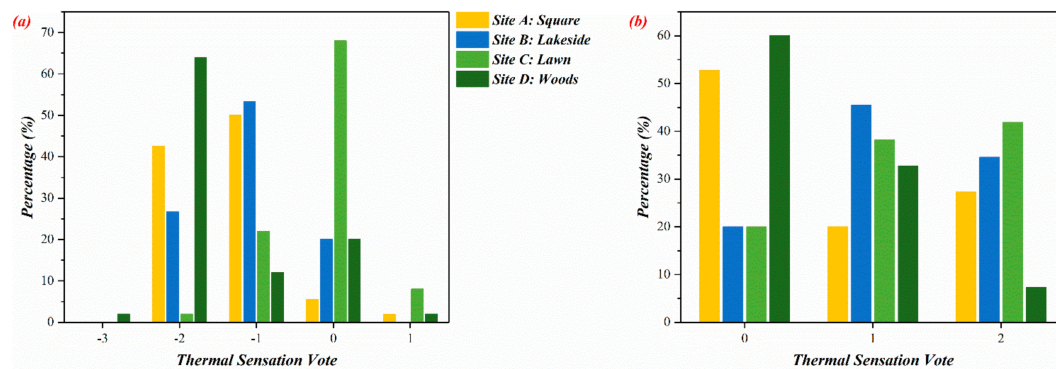 (a)
70
60
50
40
30
20
10
0
Percentage (%)
-3 -2 -1 0 1
Thermal Sensation Vote
Site A: Square
Site B: Lakeside
Site C: Lawn
Site D: Woods
(b)
60
50
40
30
20
10
0
Percentage (%)
0 1 2
Thermal Sensation Vote